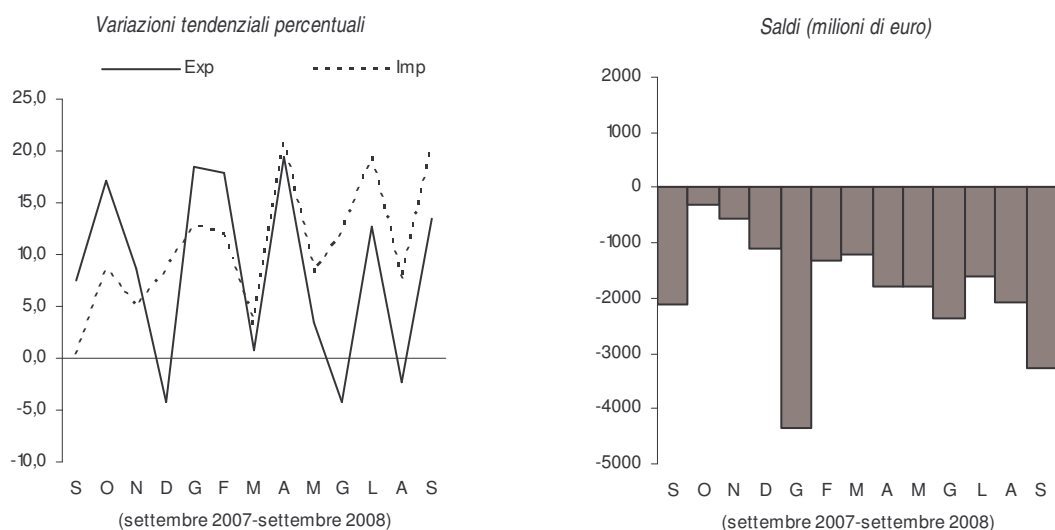 Variazioni tendenziali percentuali
Exp
Imp
25,0
20,0
15,0
10,0
5,0
0,0
-5,0
-10,0
S O N D G F M A M G L A S
(settembre 2007-settembre 2008)
Saldi (milioni di euro)
2000
1000
0
-1000
-2000
-3000
-4000
-5000
S O N D G F M A M G L A S
(settembre 2007-settembre 2008)